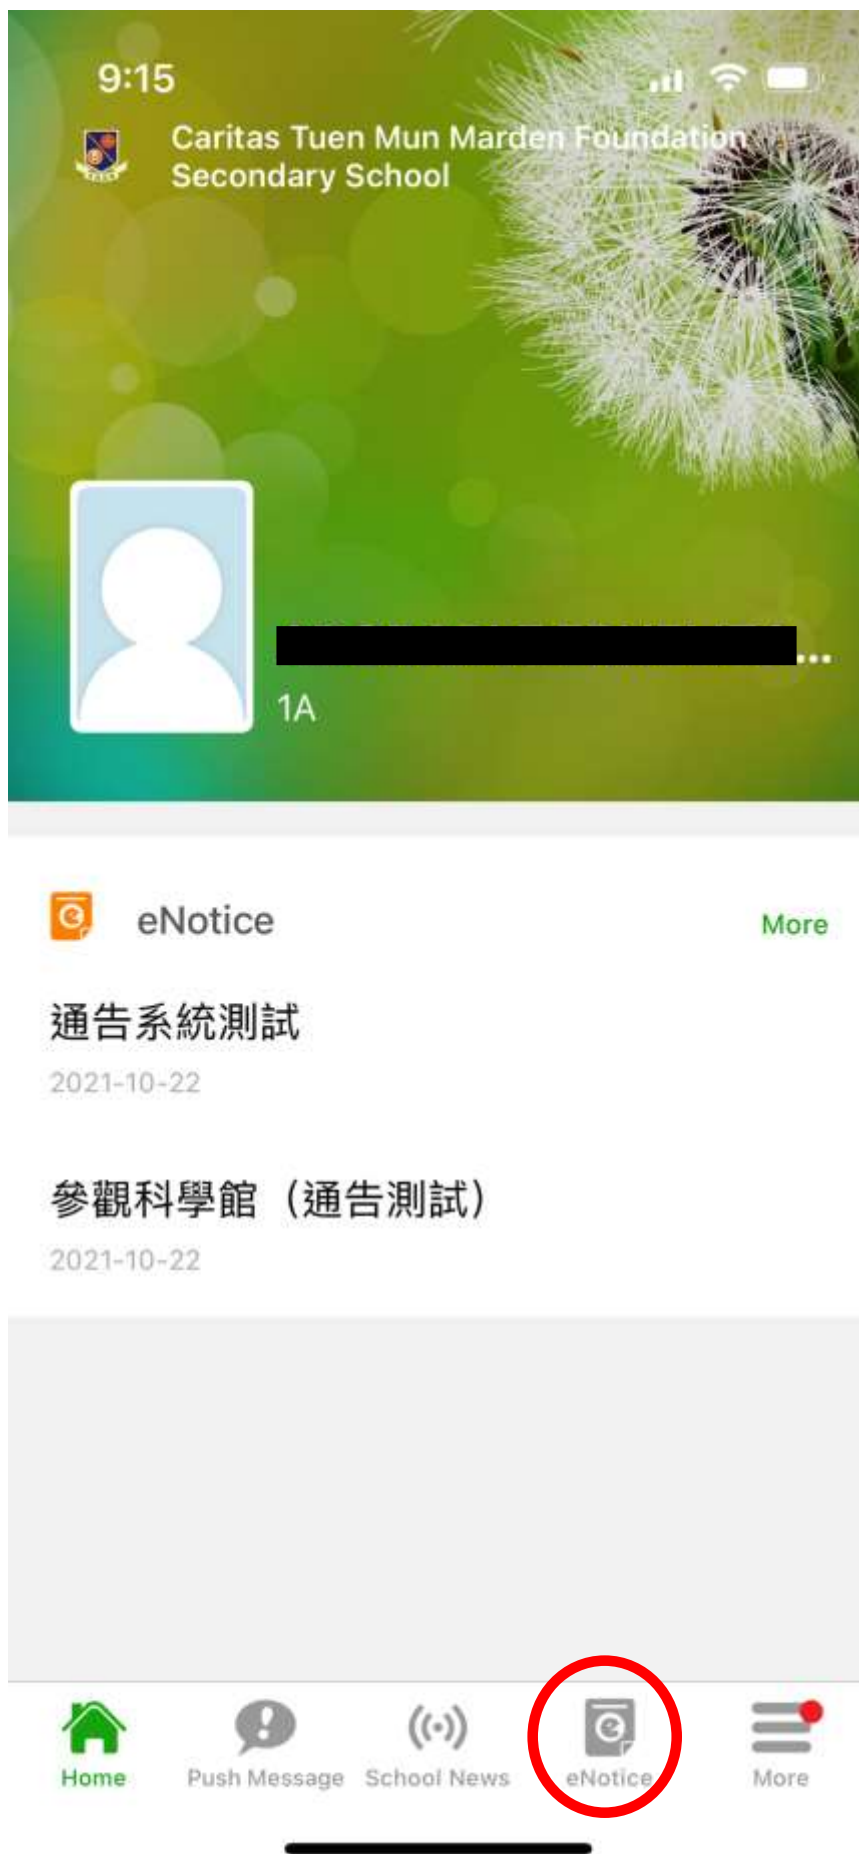 9:15
Caritas Tuen Mun Marden Foundation
Secondary School
...
1A
eNotice
More
通告系統測試
2021-10-22
參觀科學館（通告測試）
2021-10-22
Home
Push Message
School News
eNotice
More